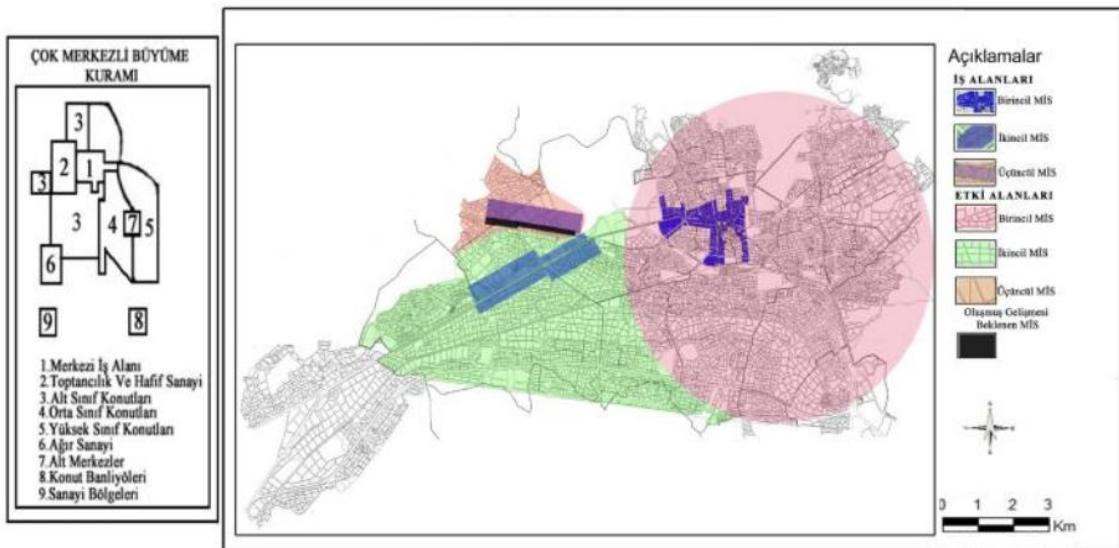 ÇOK MERKEZLİ BÜYÜME
KURAMI
3
2
1
3
3
4
7
5
6
9
8
1.Merkezi İş Alanı
2.Toptancılık Ve Hafif Sanayi
3.Alt Sınıf Konutları
4.Orta Sınıf Konutları
5.Yüksek Sınıf Konutları
6.Ağır Sanayi
7.Alt Merkezler
8.Konut Banliyöleri
9.Sanayi Bölgeleri
Açıklamalar
İŞ ALANLARI
Birincil MİS
İkincil MİS
Üçüncül MİS
ETKİ ALANLARI
Birincil MİS
İkincil MİS
Üçüncül MİS
Oluşmuş Gelişmesi
Beklenen MİS
0 1 2 3
Km